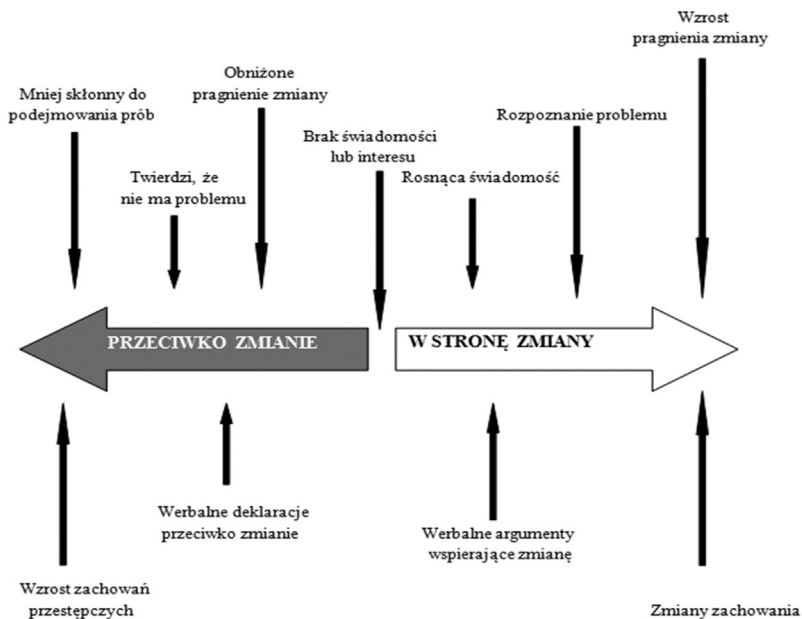 Wzrost
pragnienia zmiany
Mniej skłonny do
podejmowania prób
Obniżone
pragnienie zmiany
Rozpoznanie problemu
Brak świadomości
lub interesu
Twierdzi, że
nie ma problemu
Rosnąca świadomość
PRZECIWKO ZMIANIE
W STRONĘ ZMIANY
Werbalne deklaracje
przeciwko zmianie
Werbalne argumenty
wspierające zmianę
Wzrost zachowań
przestępczych
Zmiany zachowania